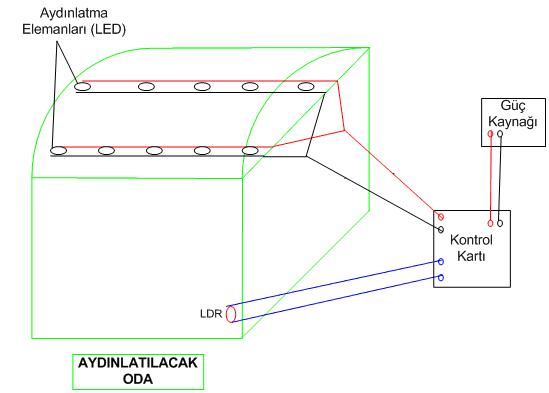 Aydınlatma
Elemanları (LED)
Güç
Kaynağı
Kontrol
Kartı
LDR
AYDINLATILACAK
ODA